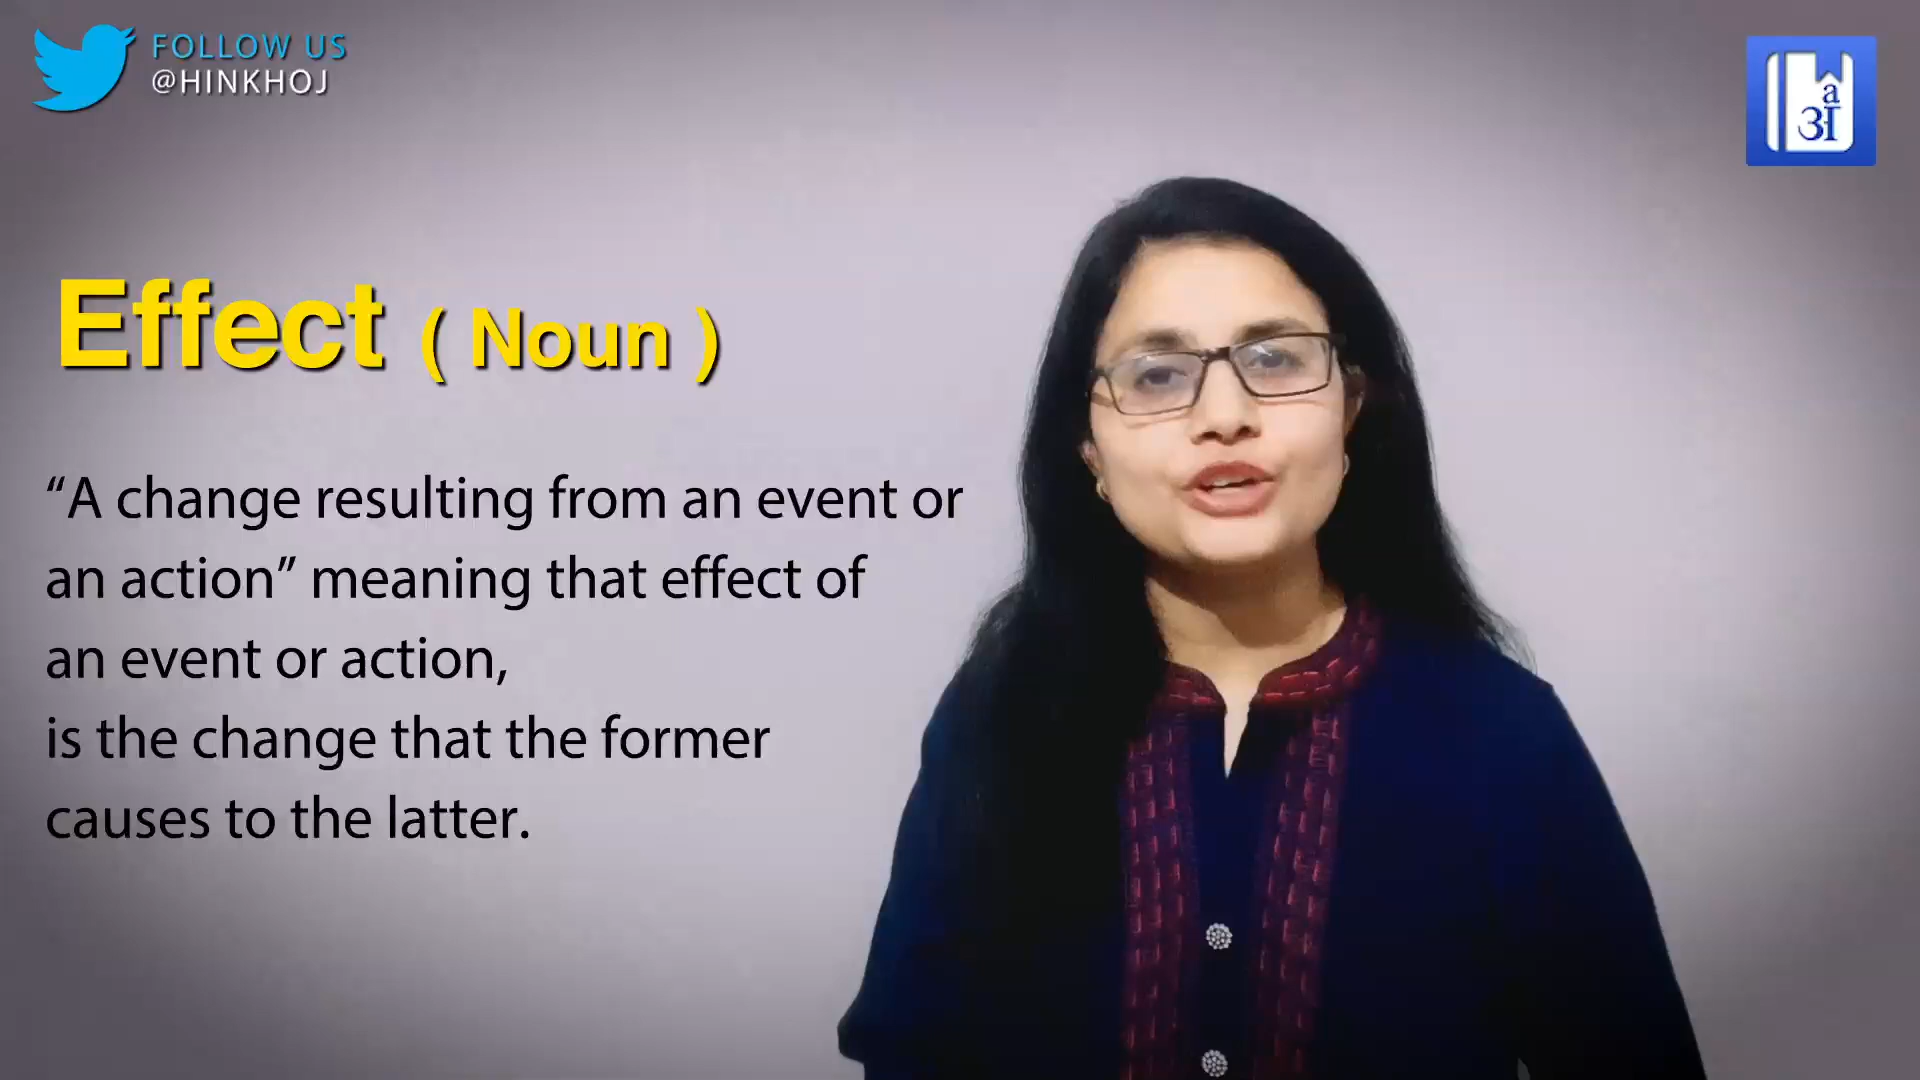 FOLLOW US
@HINKHOJ
a
अ
Effect ( Noun )
“A change resulting from an event or
an action” meaning that effect of
an event or action,
is the change that the former
causes to the latter.